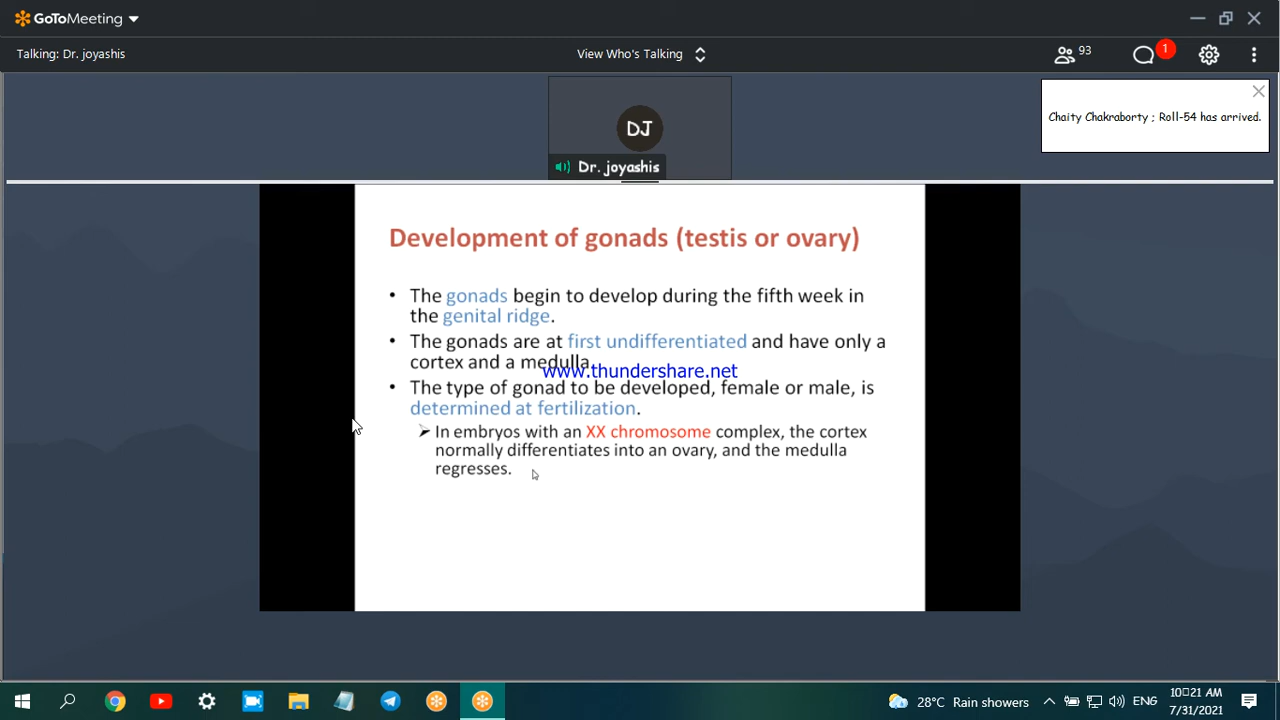 GoToMeeting
Talking: Dr. joyashis
View Who's Talking
93
1
Chaity Chakraborty ; Roll-54 has arrived.
DJ
Dr. joyashis
Development of gonads (testis or ovary)
• The gonads begin to develop during the fifth week in
the genital ridge.
• The gonads are at first undifferentiated and have only a
cortex and a medulla.
www.thundershare.net
• The type of gonad to be developed, female or male, is
determined at fertilization.
➢ In embryos with an XX chromosome complex, the cortex
normally differentiates into an ovary, and the medulla
regresses.
28°C Rain showers
ENG
10:21 AM
7/31/2021